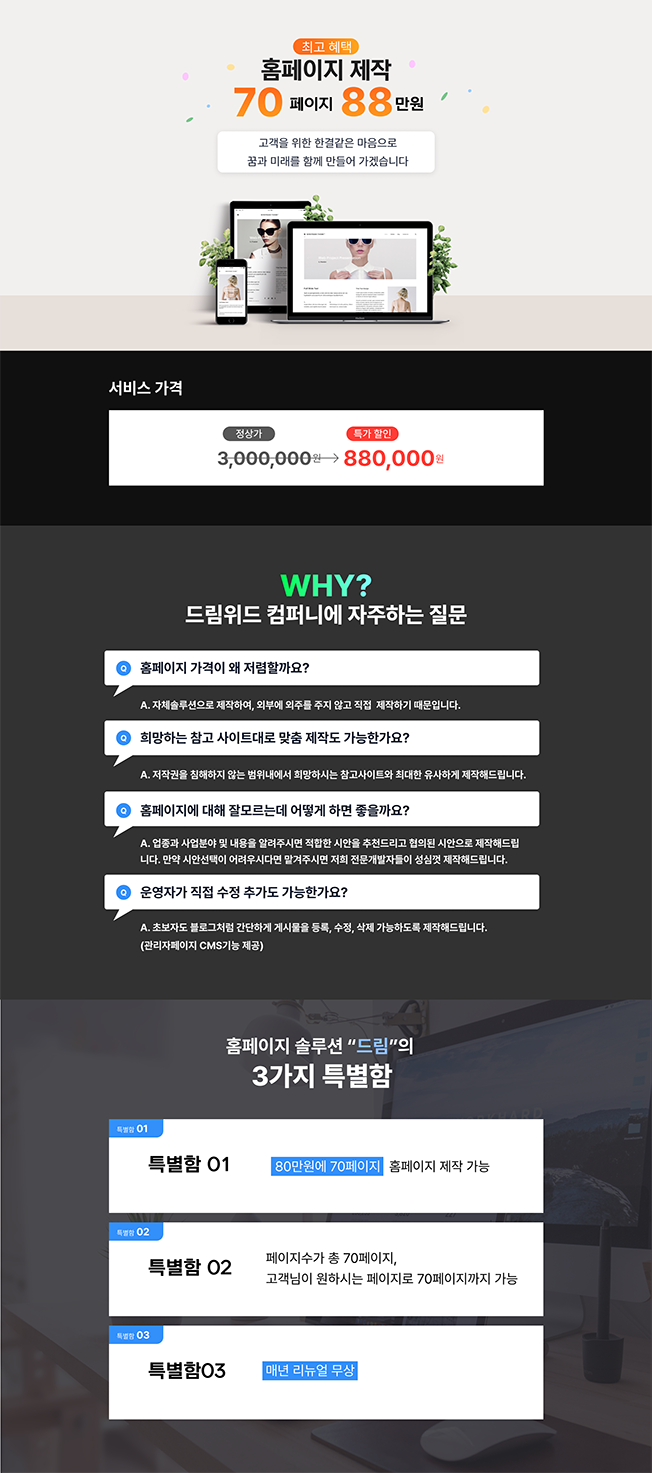 최고 혜택
홈페이지 제작
70 페이지 88만원
고객을 위한 한결같은 마음으로
꿈과 미래를 함께 만들어 가겠습니다
서비스 가격
정상가
특가 할인
3,000,000원
880,000원
WHY?
드림위드 컴퍼니에 자주하는 질문
Q 홈페이지 가격이 왜 저렴할까요?
A. 자체솔루션으로 제작하여, 외부에 외주를 주지 않고 직접 제작하기 때문입니다.
Q 희망하는 참고 사이트대로 맞춤 제작도 가능한가요?
A. 저작권을 침해하지 않는 범위내에서 희망하시는 참고사이트와 최대한 유사하게 제작해드립니다.
Q 홈페이지에 대해 잘모르는데 어떻게 하면 좋을까요?
A. 업종과 사업분야 및 내용을 알려주시면 적합한 시안을 추천드리고 협의된 시안으로 제작해드립
니다. 만약 시안선택이 어려우시다면 맡겨주시면 저희 전문개발자들이 성심껏 제작해드립니다.
Q 운영자가 직접 수정 추가도 가능한가요?
A. 초보자도 블로그처럼 간단하게 게시물을 등록, 수정, 삭제 가능하도록 제작해드립니다.
(관리자페이지 CMS기능 제공)
홈페이지 솔루션 “드림”의
3가지 특별함
특별함 01
특별함 01
80만원에 70페이지 홈페이지 제작 가능
특별함 02
특별함 02
페이지수가 총 70페이지,
고객님이 원하시는 페이지로 70페이지까지 가능
특별함 03
특별함03
매년 리뉴얼 무상